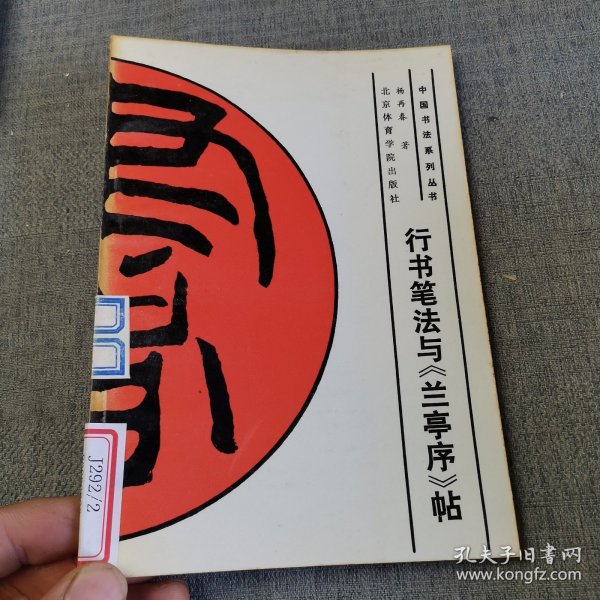 中国书法系列丛书
杨再春 著
北京体育学院出版社
行书笔法与《兰亭序》帖
J292/2
孔夫子旧书网
www.kongfz.com